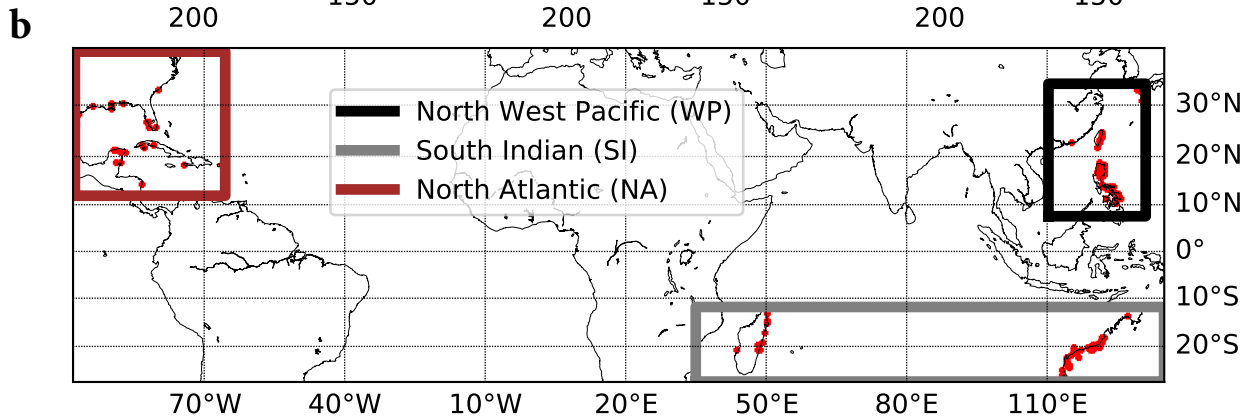 200 200 200
b
North West Pacific (WP)
South Indian (SI)
North Atlantic (NA)
30°N
20°N
10°N
0°
10°S
20°S
70°W 40°W 10°W 20°E 50°E 80°E 110°E